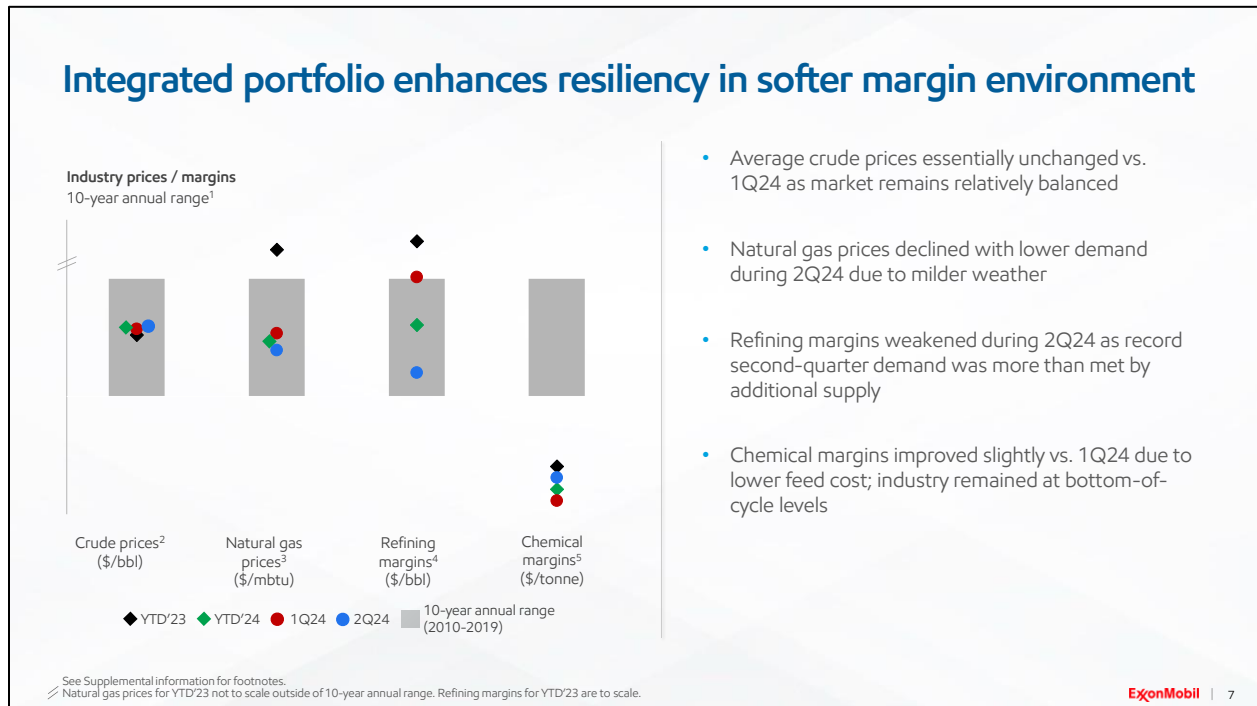 Integrated portfolio enhances resiliency in softer margin environment
Industry prices / margins
10-year annual range1
Crude prices2
($/bbl)
Natural gas
prices3
($/mbtu)
Refining
margins4
($/bbl)
Chemical
margins5
($/tonne)
YTD'23 YTD'24 1Q24 2Q24 10-year annual range
(2010-2019)
• Average crude prices essentially unchanged vs.
1Q24 as market remains relatively balanced
• Natural gas prices declined with lower demand
during 2Q24 due to milder weather
• Refining margins weakened during 2Q24 as record
second-quarter demand was more than met by
additional supply
• Chemical margins improved slightly vs. 1Q24 due to
lower feed cost; industry remained at bottom-of-
cycle levels
See Supplemental information for footnotes.
Natural gas prices for YTD'23 not to scale outside of 10-year annual range. Refining margins for YTD'23 are to scale.
ExxonMobil | 7